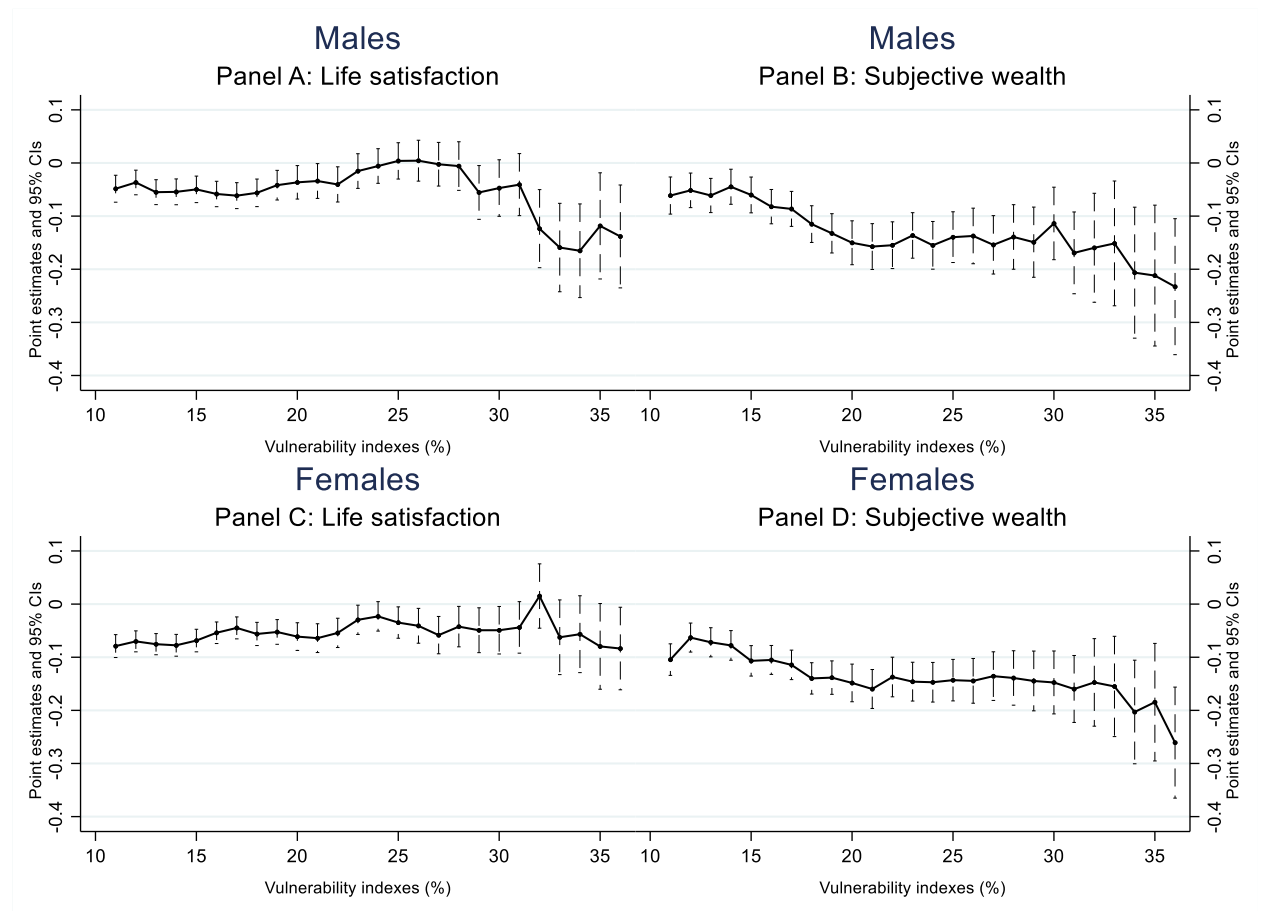 Males
Panel A: Life satisfaction
Point estimates and 95% CIs
0.1
0
-0.1
-0.2
-0.3
-0.4
10 15 20 25 30 35
Vulnerability indexes (%)
Males
Panel B: Subjective wealth
Point estimates and 95% CIs
0.1
0
-0.1
-0.2
-0.3
-0.4
10 15 20 25 30 35
Vulnerability indexes (%)
Females
Panel C: Life satisfaction
Point estimates and 95% CIs
0.1
0
-0.1
-0.2
-0.3
-0.4
10 15 20 25 30 35
Vulnerability indexes (%)
Females
Panel D: Subjective wealth
Point estimates and 95% CIs
0.1
0
-0.1
-0.2
-0.3
-0.4
10 15 20 25 30 35
Vulnerability indexes (%)